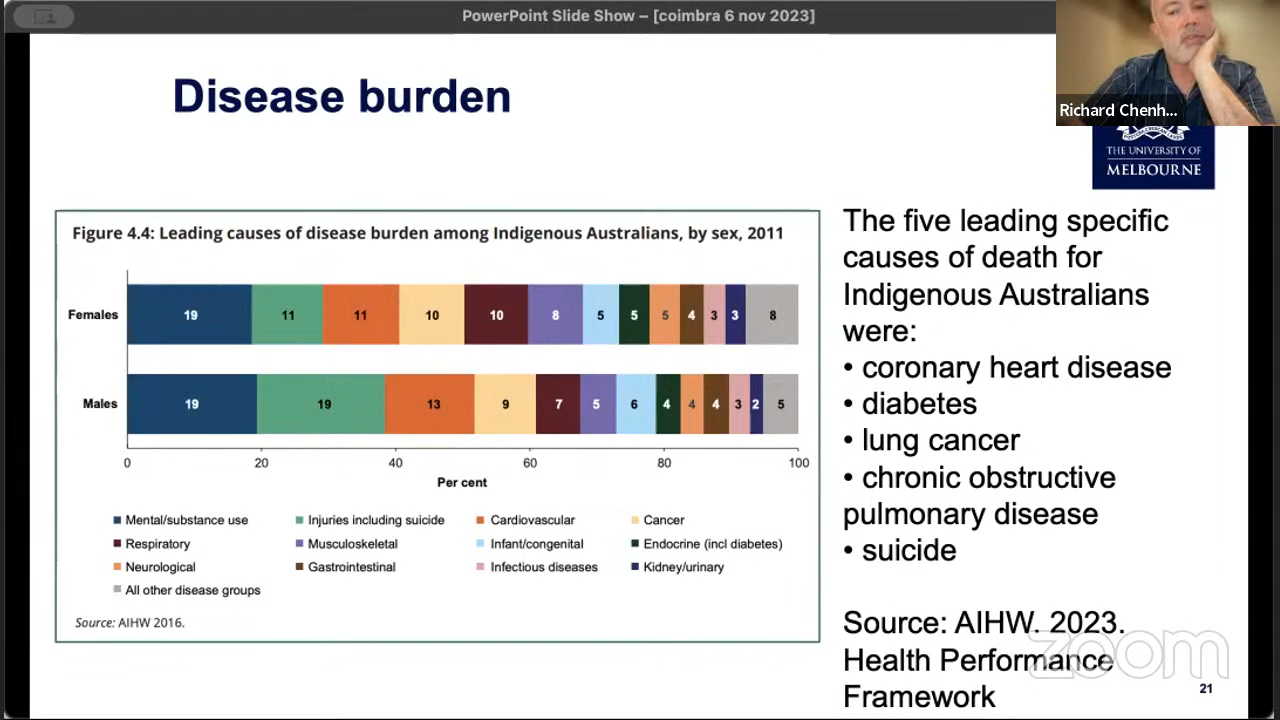 PowerPoint Slide Show – [coimbra 6 nov 2023]
Richard Chenh...
Disease burden
THE UNIVERSITY OF
MELBOURNE
Figure 4.4: Leading causes of disease burden among Indigenous Australians, by sex, 2011
Females 19 11 11 10 10 8 5 5 5 4 3 3 8
Males 19 19 13 9 7 5 6 4 4 4 3 2 5
0 20 40 60 80 100
Per cent
Mental/substance use Injuries including suicide Cardiovascular Cancer
Respiratory Musculoskeletal Infant/congenital Endocrine (incl diabetes)
Neurological Gastrointestinal Infectious diseases Kidney/urinary
All other disease groups
Source: AIHW 2016.
The five leading specific
causes of death for
Indigenous Australians
were:
• coronary heart disease
• diabetes
• lung cancer
• chronic obstructive
pulmonary disease
• suicide
Source: AIHW. 2023.
Health Performance
Framework
zoom
21